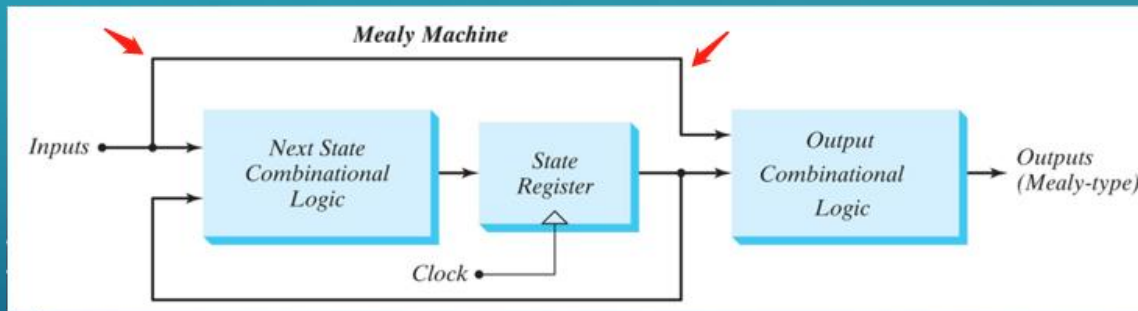 Mealy Machine
Inputs
Next State
Combinational
Logic
State
Register
Clock
Output
Combinational
Logic
Outputs
(Mealy-type)